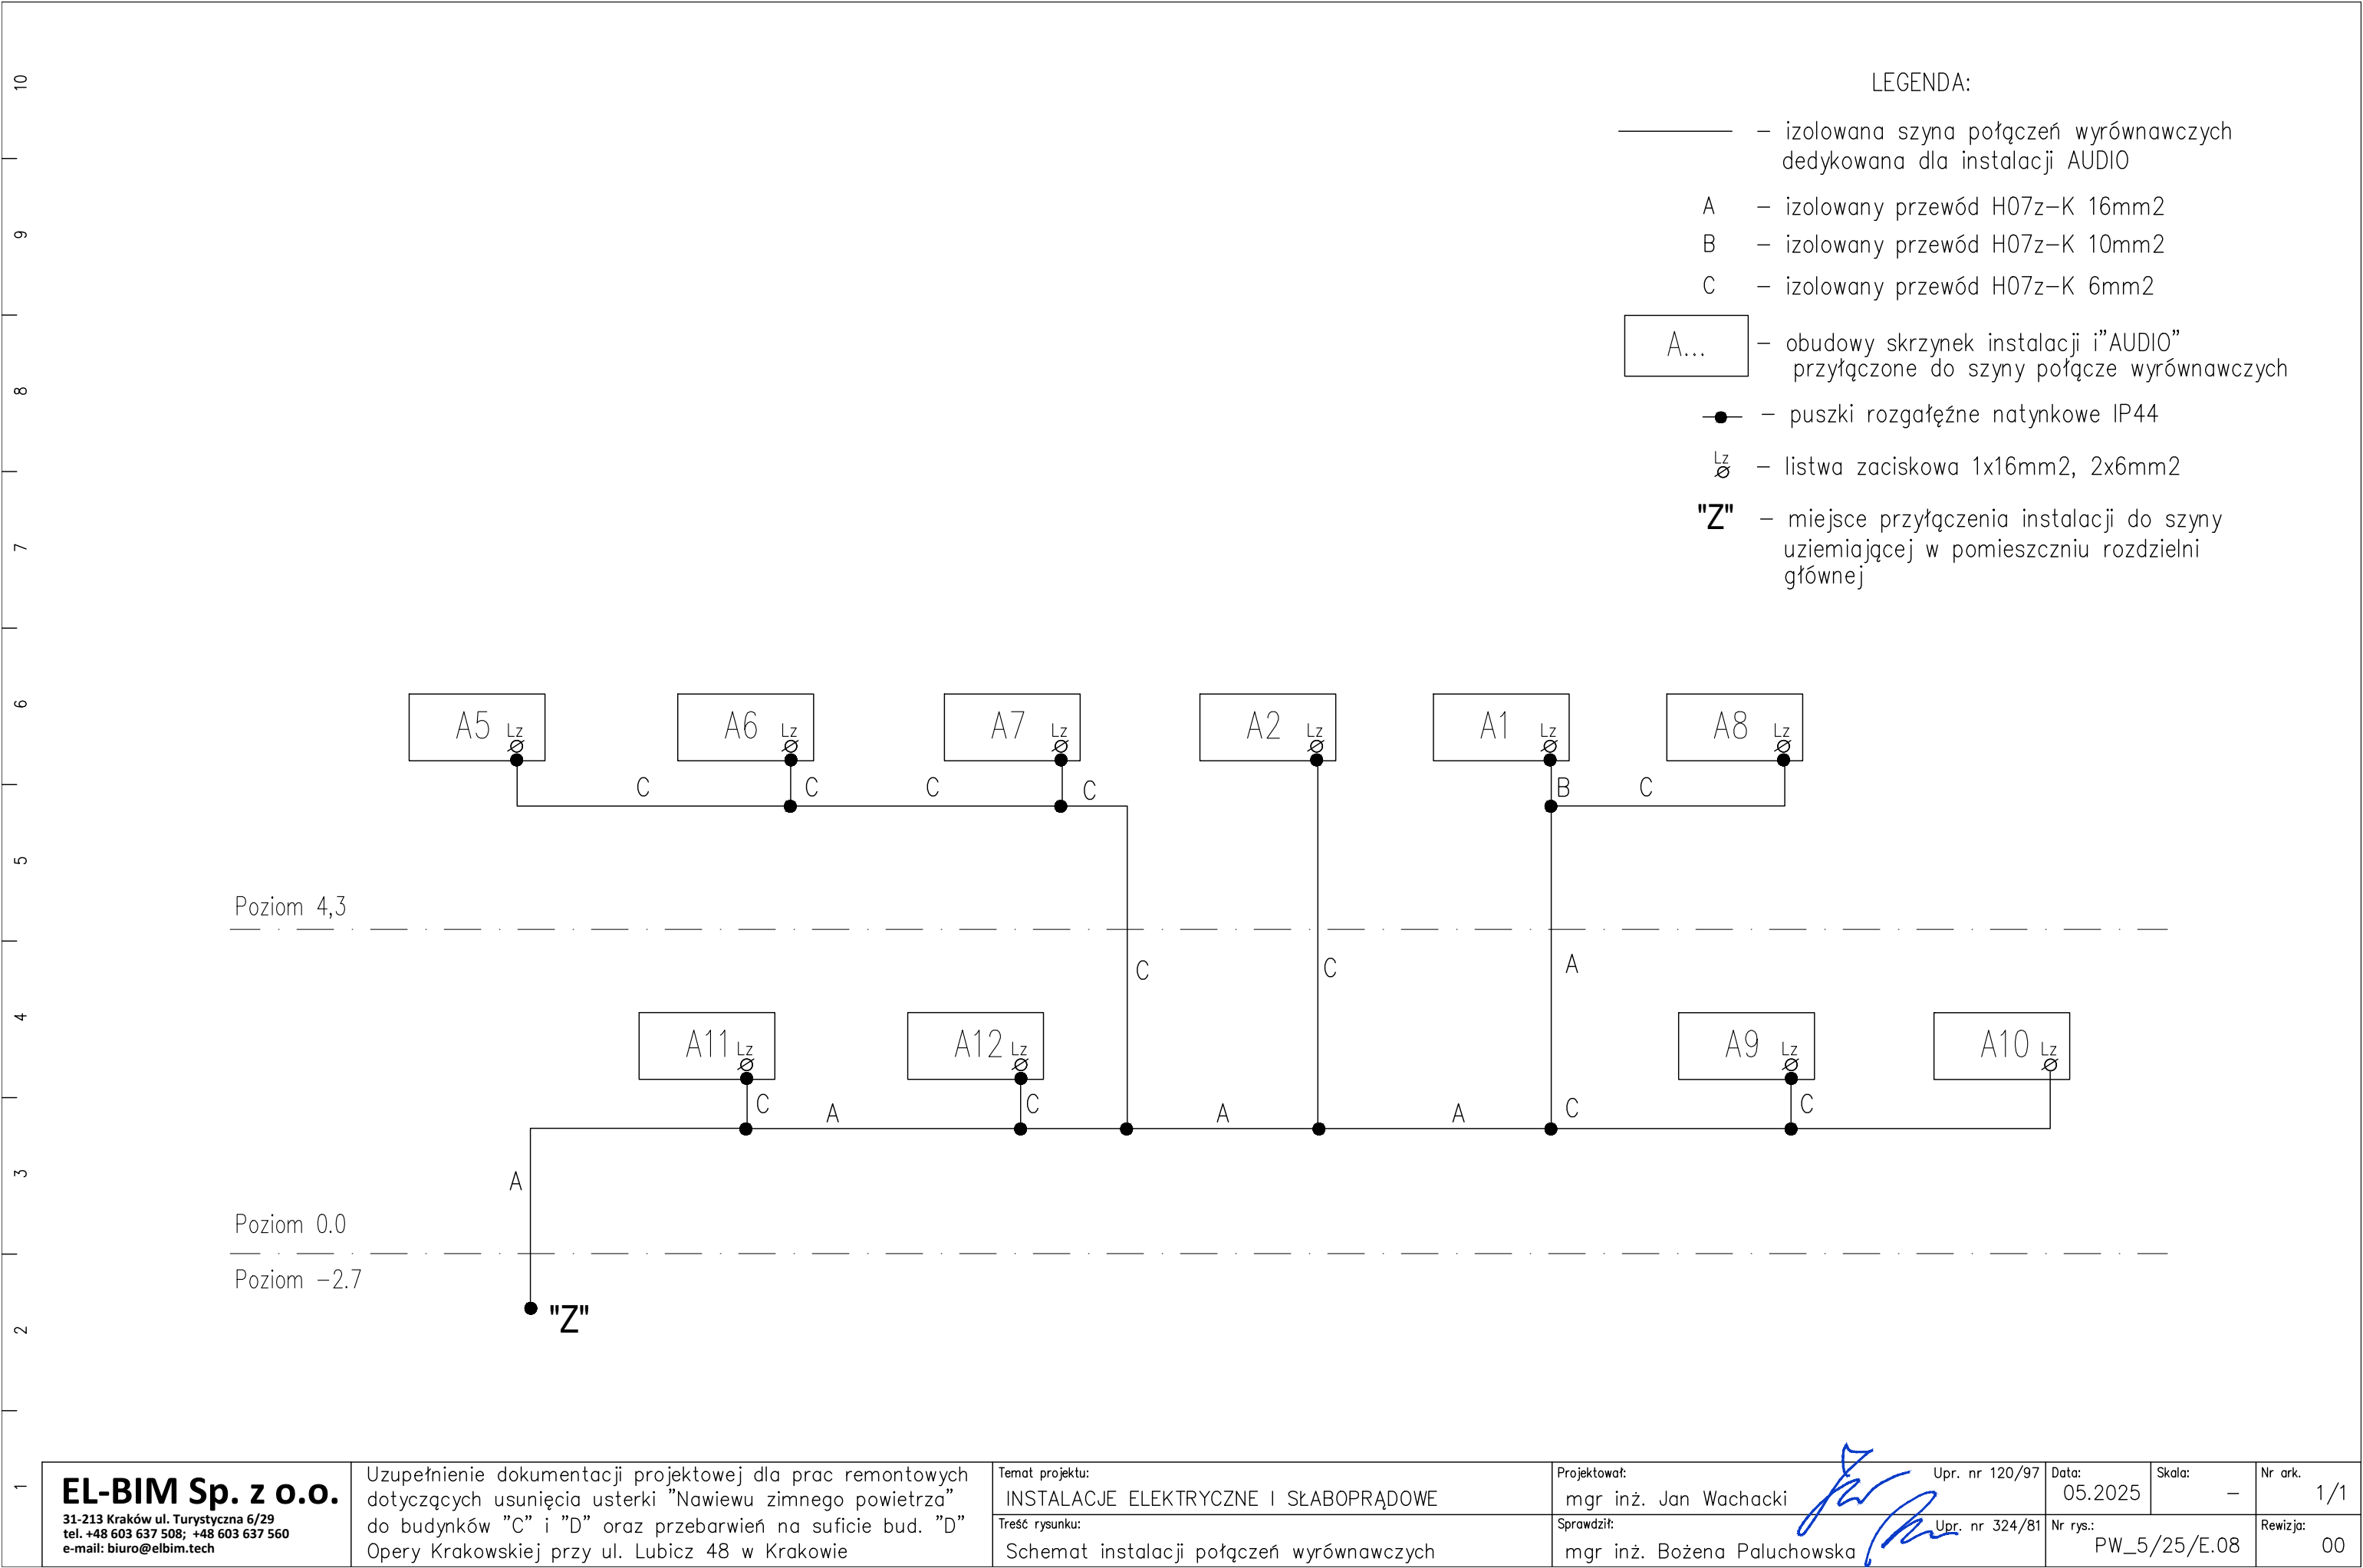 LEGENDA:
– izolowana szyna połączeń wyrównawczych
dedykowana dla instalacji AUDIO
A – izolowany przewód H07z–K 16mm2
B – izolowany przewód H07z–K 10mm2
C – izolowany przewód H07z–K 6mm2
A... – obudowy skrzynek instalacji i"AUDIO"
przyłączone do szyny połącze wyrównawczych
– puszki rozgałęźne natynkowe IP44
Lz – listwa zaciskowa 1x16mm2, 2x6mm2
"Z" – miejsce przyłączenia instalacji do szyny
uziemiającej w pomieszczniu rozdzielni
głównej
10
9
8
7
6
5
4
3
2
1
A5 Lz A6 Lz A7 Lz A2 Lz A1 Lz A8 Lz
C C C C B C
Poziom 4,3
C C A
A11 Lz A12 Lz A9 Lz A10 Lz
C A C A A C C
A
Poziom 0.0
Poziom –2.7
"Z"
EL-BIM Sp. z o.o.
31-213 Kraków ul. Turystyczna 6/29
tel. +48 603 637 508; +48 603 637 560
e-mail: biuro@elbim.tech
Uzupełnienie dokumentacji projektowej dla prac remontowych
dotyczących usunięcia usterki "Nawiewu zimnego powietrza"
do budynków "C" i "D" oraz przebarwień na suficie bud. "D"
Opery Krakowskiej przy ul. Lubicz 48 w Krakowie
Temat projektu:
INSTALACJE ELEKTRYCZNE I SŁABOPRĄDOWE
Treść rysunku:
Schemat instalacji połączeń wyrównawczych
Projektował: Upr. nr 120/97
mgr inż. Jan Wachacki
Sprawdził: Upr. nr 324/81
mgr inż. Bożena Paluchowska
Data:
05.2025
Skala:
–
Nr ark.
1/1
Nr rys.:
PW_5/25/E.08
Rewizja:
00